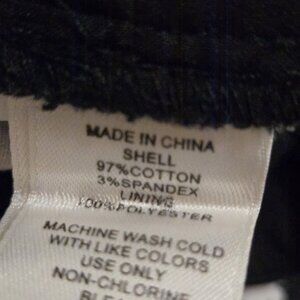 MADE IN CHINA
SHELL
97%COTTON
3%SPANDEX
LINING
100%POLYESTER
MACHINE WASH COLD
WITH LIKE COLORS
USE ONLY
NON-CHLORINE